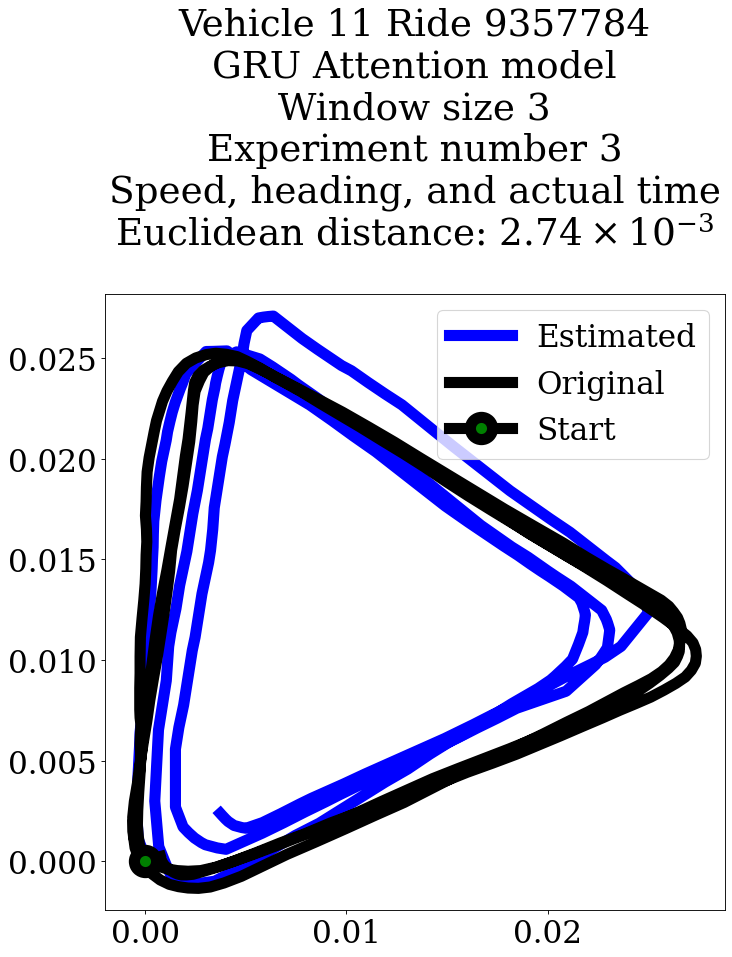 Vehicle 11 Ride 9357784
GRU Attention model
Window size 3
Experiment number 3
Speed, heading, and actual time
Euclidean distance: 2.74 × 10⁻³
Estimated
Original
Start
0.025
0.020
0.015
0.010
0.005
0.000
0.00 0.01 0.02